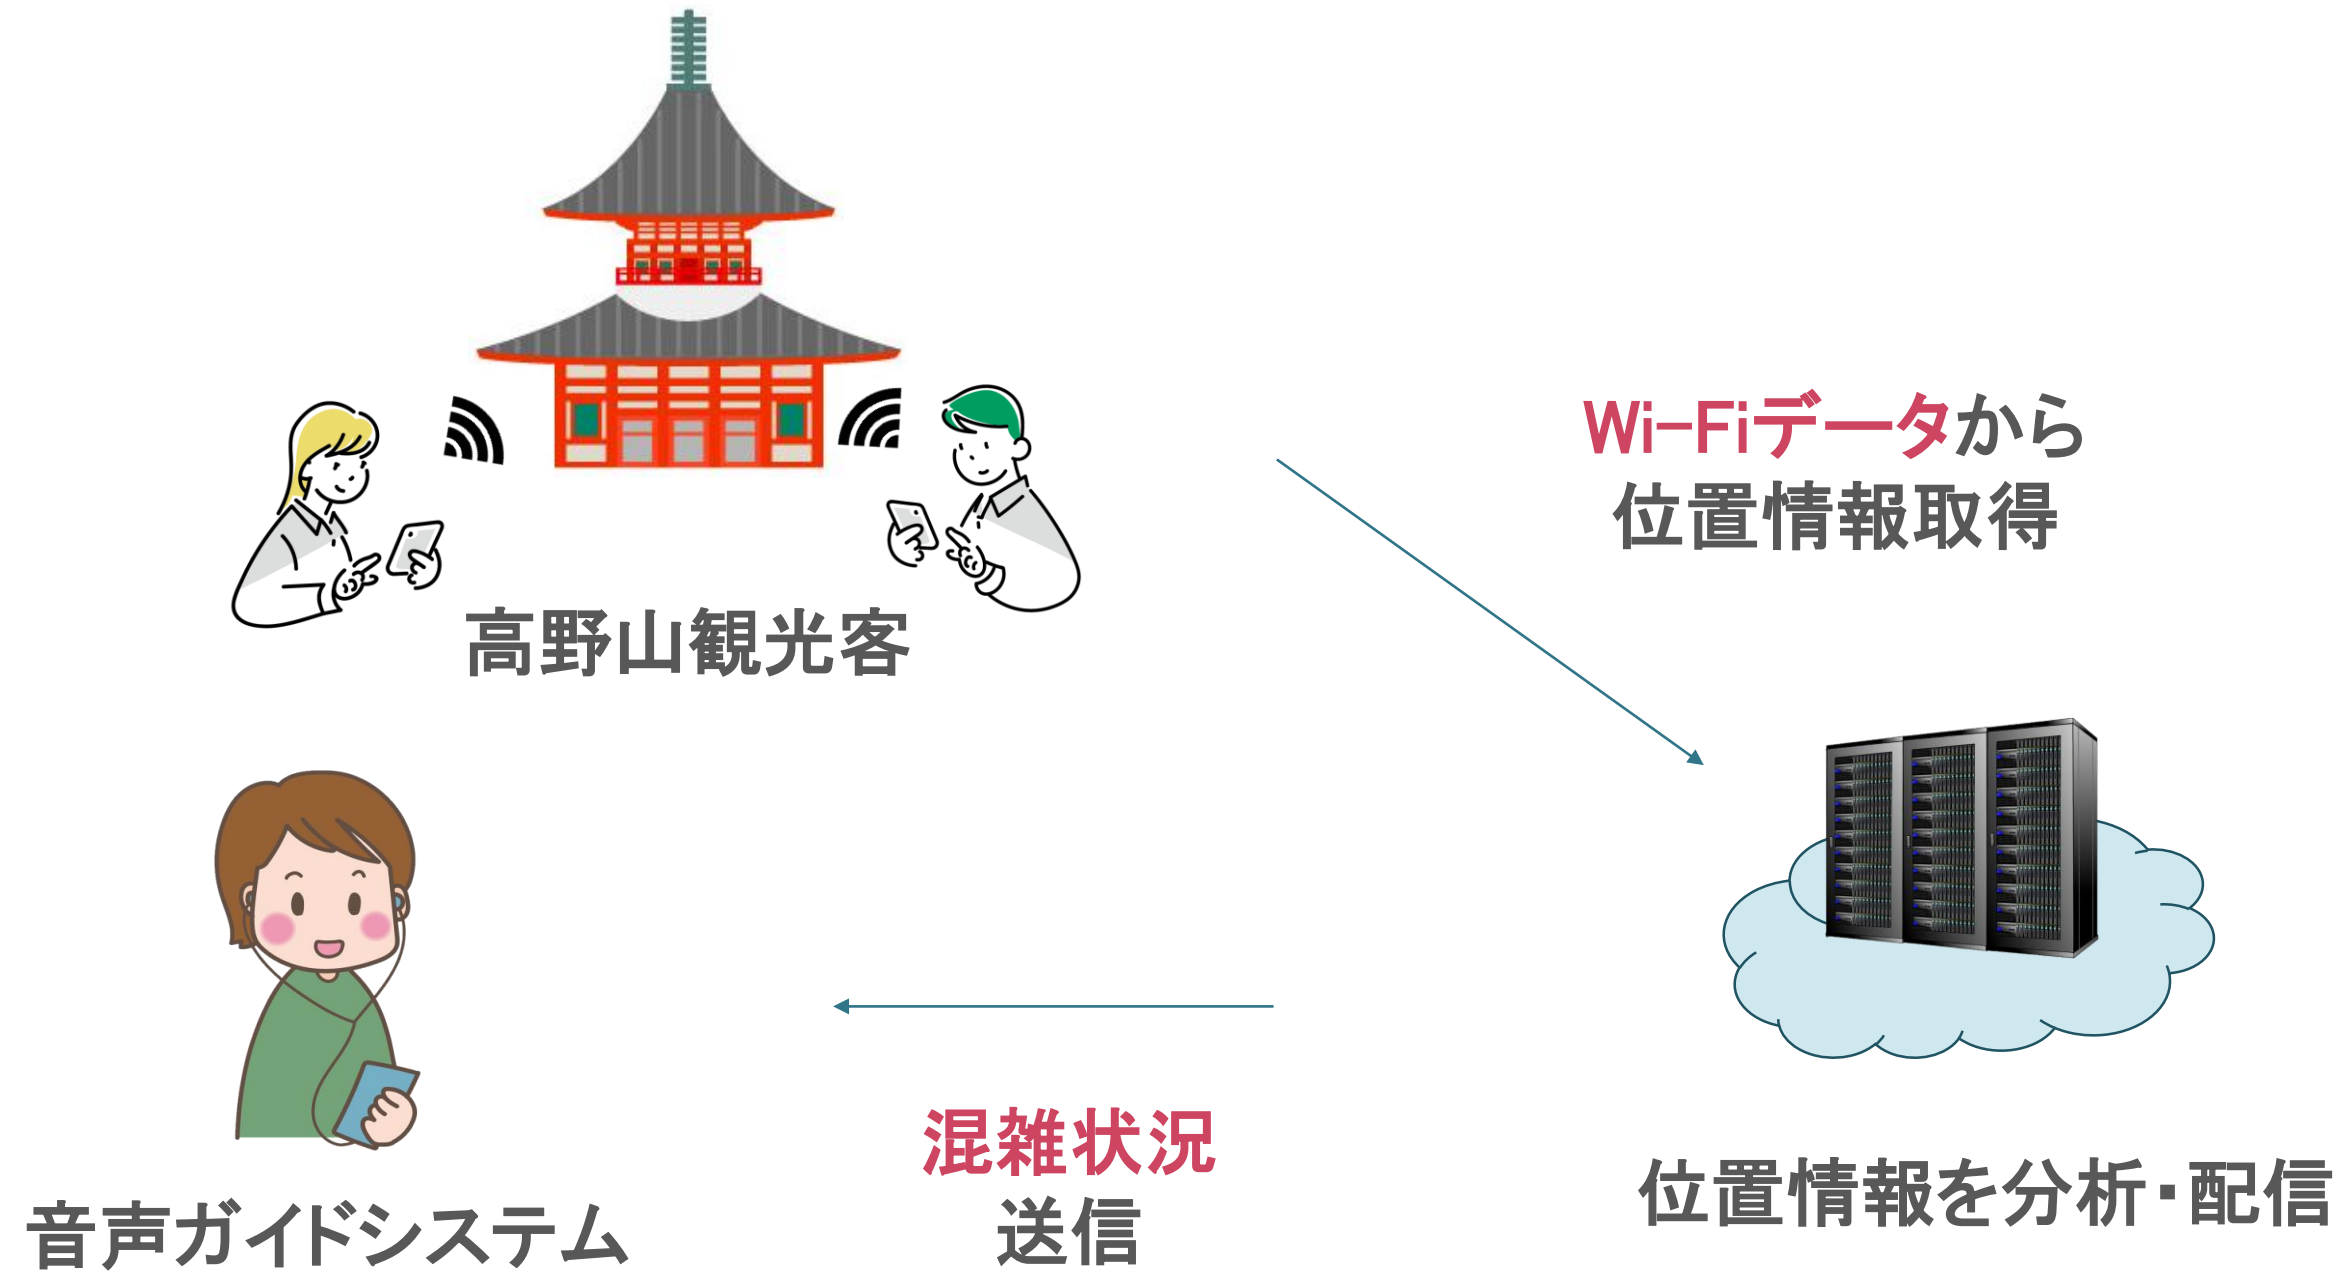 Wi-Fiデータから
位置情報取得
高野山観光客
混雑状況
送信
位置情報を分析・配信
音声ガイドシステム